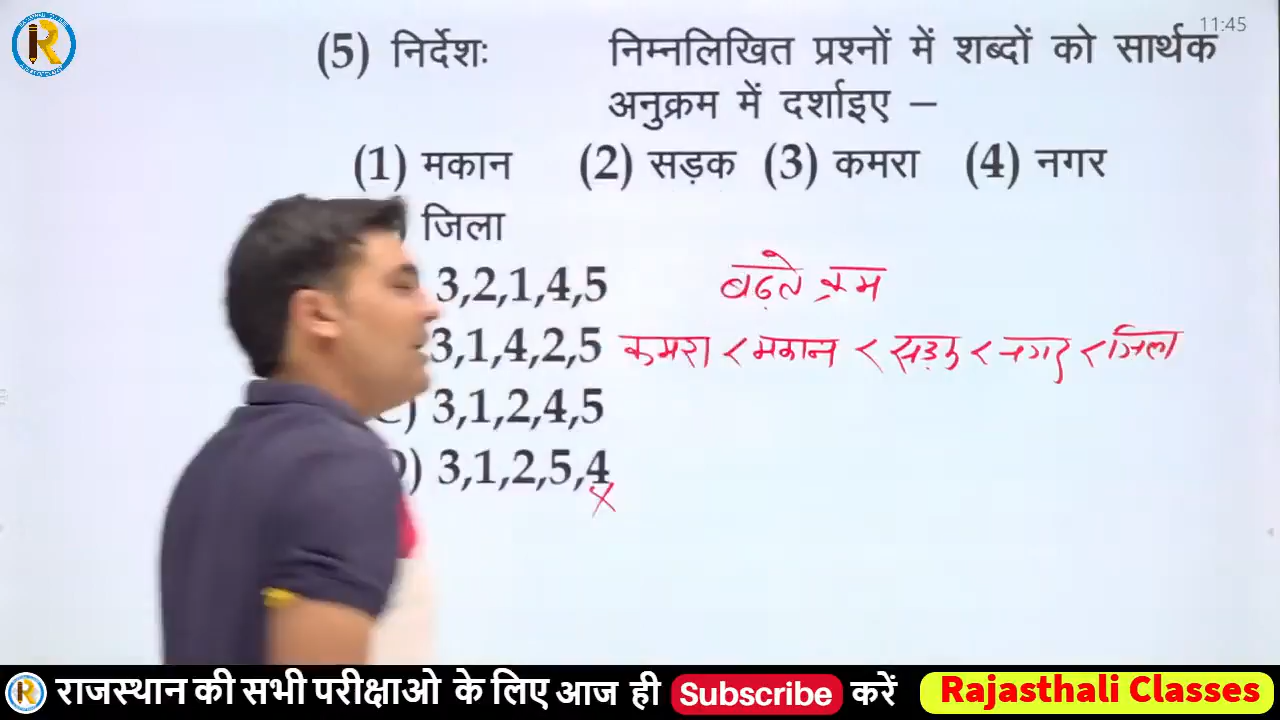 11:45
(5) निर्देशः निम्नलिखित प्रश्नों में शब्दों को सार्थक
अनुक्रम में दर्शाइए –
(1) मकान (2) सड़क (3) कमरा (4) नगर
जिला
3,2,1,4,5 बढ़ते क्रम
3,1,4,2,5 कमरा < मकान < सड़क < नगर < जिला
C) 3,1,2,4,5
D) 3,1,2,5,4 x
राजस्थान की सभी परीक्षाओ के लिए आज ही Subscribe करें Rajasthali Classes